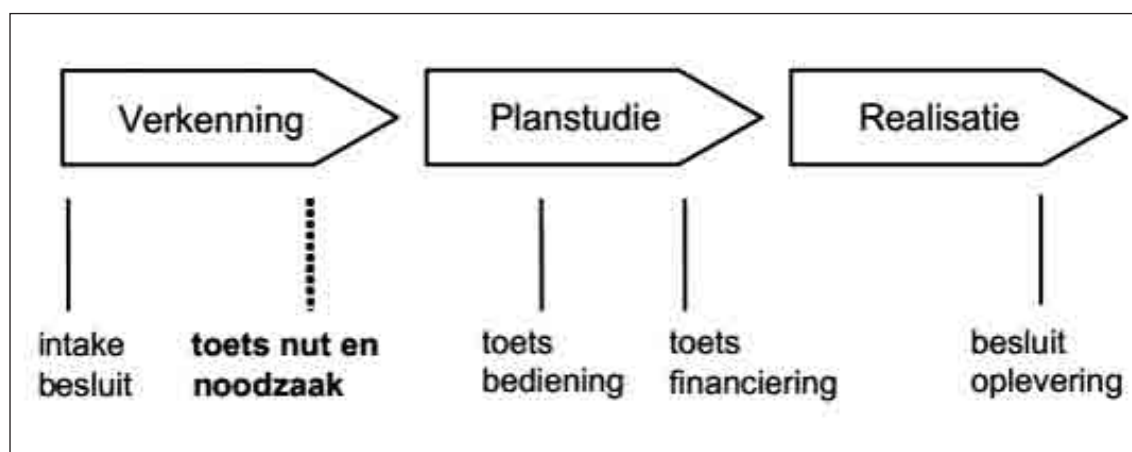 Verkenning
Planstudie
Realisatie
intake
besluit
toets nut en
noodzaak
toets
bediening
toets
financiering
besluit
oplevering